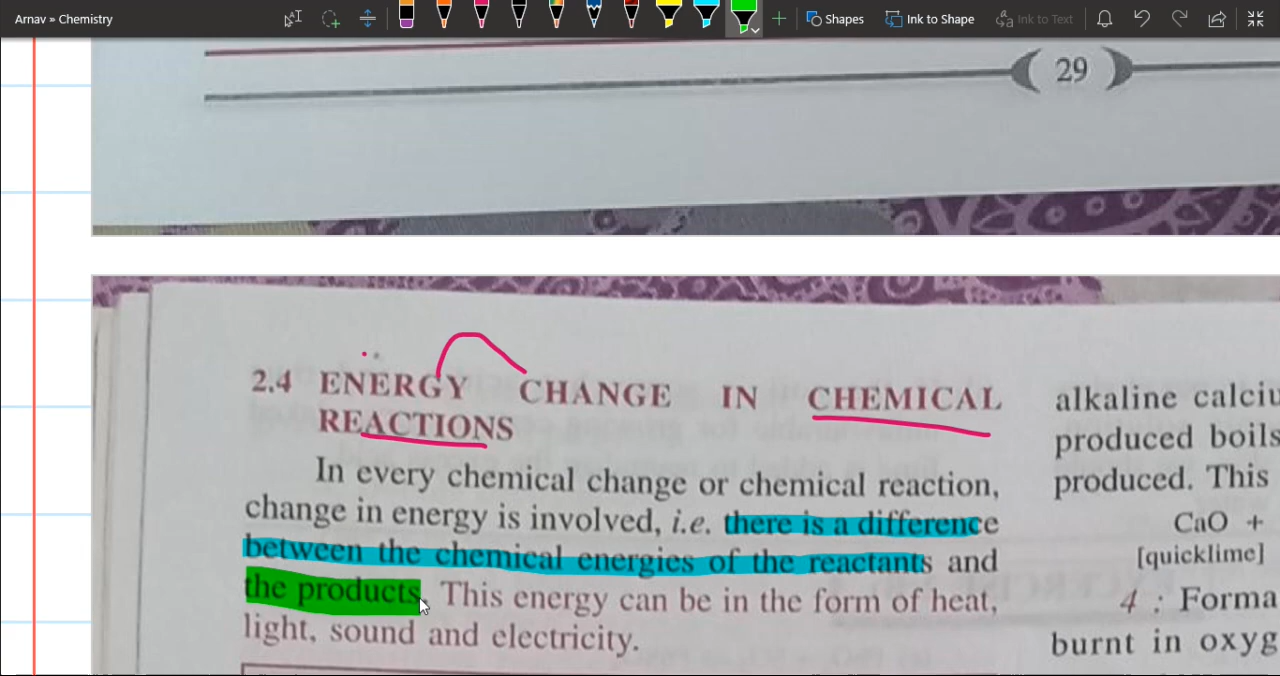 Arnav » Chemistry
Shapes
Ink to Shape
Ink to Text
29
2.4 ENERGY CHANGE IN CHEMICAL
REACTIONS
In every chemical change or chemical reaction,
change in energy is involved, i.e. there is a difference
between the chemical energies of the reactants and
the products. This energy can be in the form of heat,
light, sound and electricity.
alkaline calciu
produced boils
produced. This
CaO +
[quicklime]
4 : Forma
burnt in oxyg